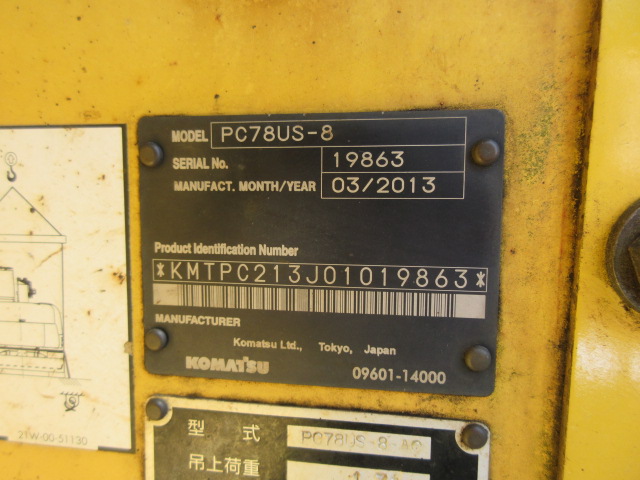 MODEL PC78US-8
SERIAL No. 19863
MANUFACT. MONTH/YEAR 03/2013
Product Identification Number
*KMTPC213J01019863*
MANUFACTURER
Komatsu Ltd., Tokyo, Japan
KOMATSU 09601-14000
21W-00-51130
型式 PC78US-8-AC
吊上荷重